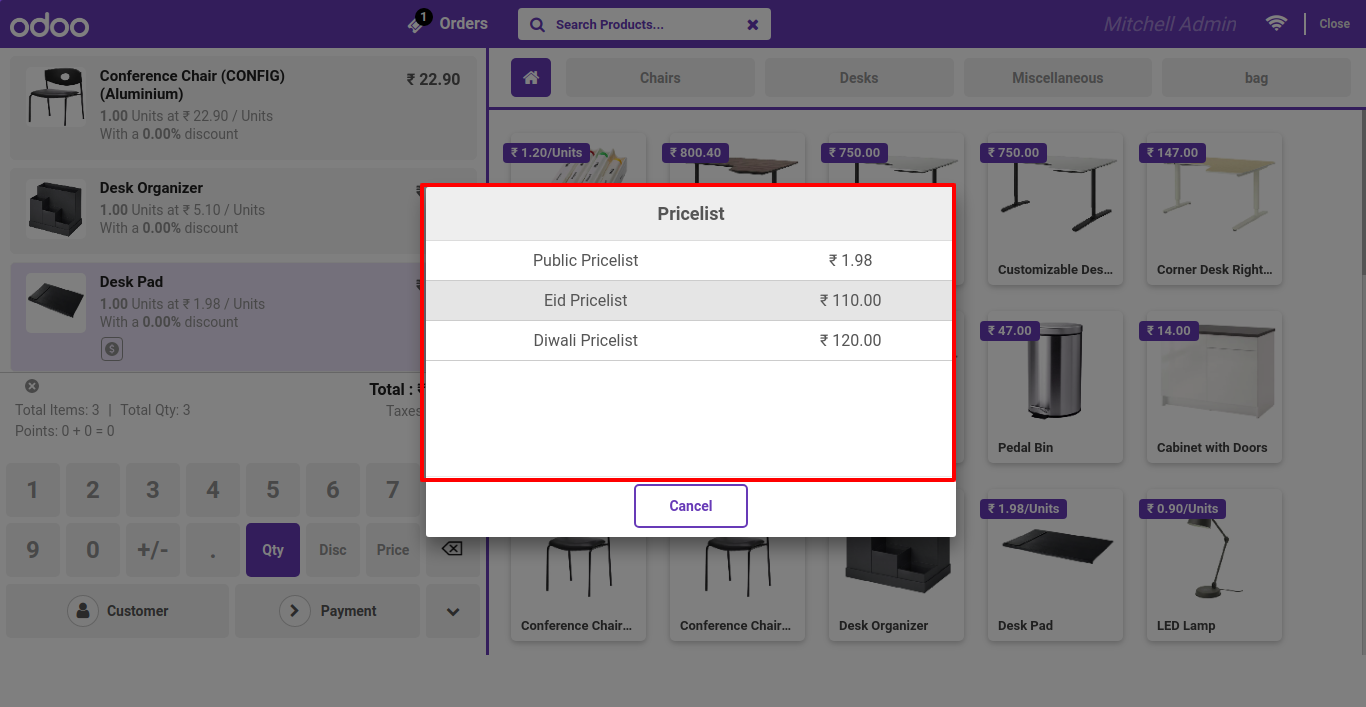 odoo
1
Orders
Search Products...
Mitchell Admin
Close
Conference Chair (CONFIG)
(Aluminium)
₹ 22.90
1.00 Units at ₹ 22.90 / Units
With a 0.00% discount
Desk Organizer
₹
1.00 Units at ₹ 5.10 / Units
With a 0.00% discount
Desk Pad
₹
1.00 Units at ₹ 1.98 / Units
With a 0.00% discount
Total : ₹
Total Items: 3 | Total Qty: 3
Taxes
Points: 0 + 0 = 0
1 2 3 4 5 6 7
9 0 +/- . Qty Disc Price
Customer
Payment
Chairs
Desks
Miscellaneous
bag
₹ 1.20/Units
₹ 800.40
₹ 750.00
₹ 750.00
₹ 147.00
Customizable Des...
Corner Desk Right...
Pricelist
Public Pricelist ₹ 1.98
Eid Pricelist ₹ 110.00
Diwali Pricelist ₹ 120.00
Cancel
₹ 47.00
₹ 14.00
Pedal Bin
Cabinet with Doors
₹ 1.98/Units
₹ 0.90/Units
Conference Chair...
Conference Chair...
Desk Organizer
Desk Pad
LED Lamp